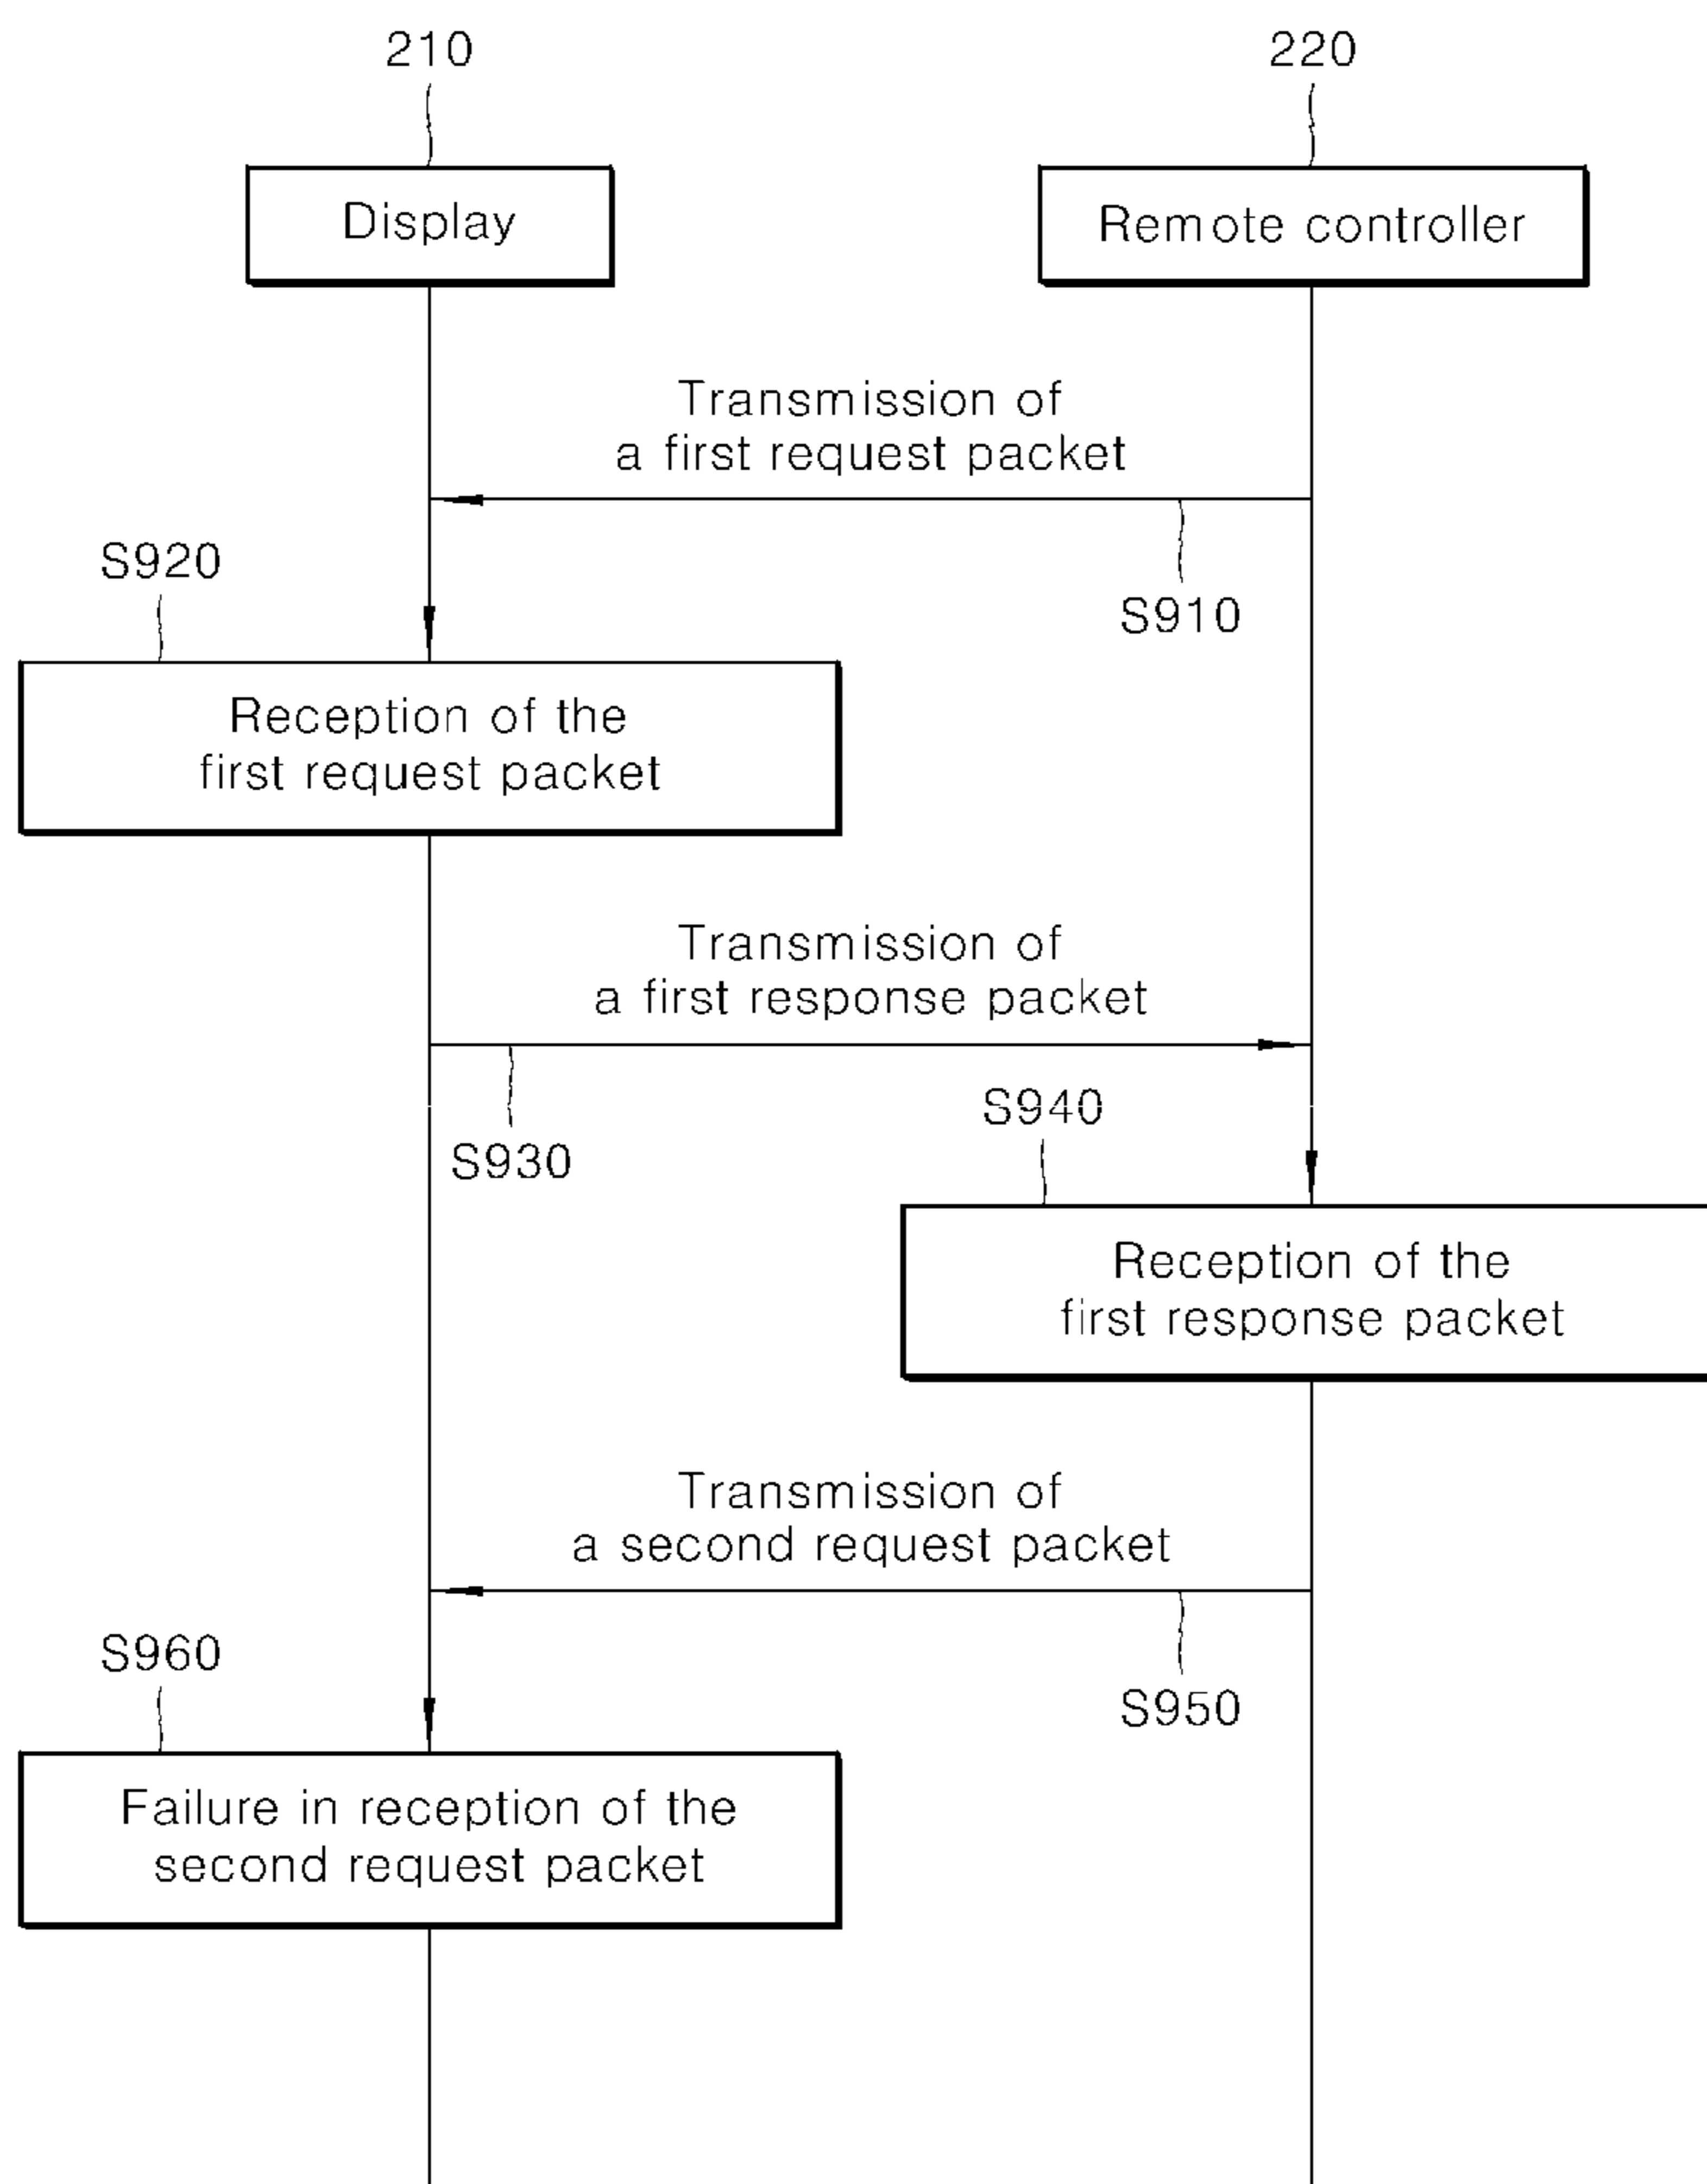 210
220
Display
Remote controller
Transmission of
a first request packet
S920
S910
Reception of the
first request packet
Transmission of
a first response packet
S940
S930
Reception of the
first response packet
Transmission of
a second request packet
S960
S950
Failure in reception of the
second request packet